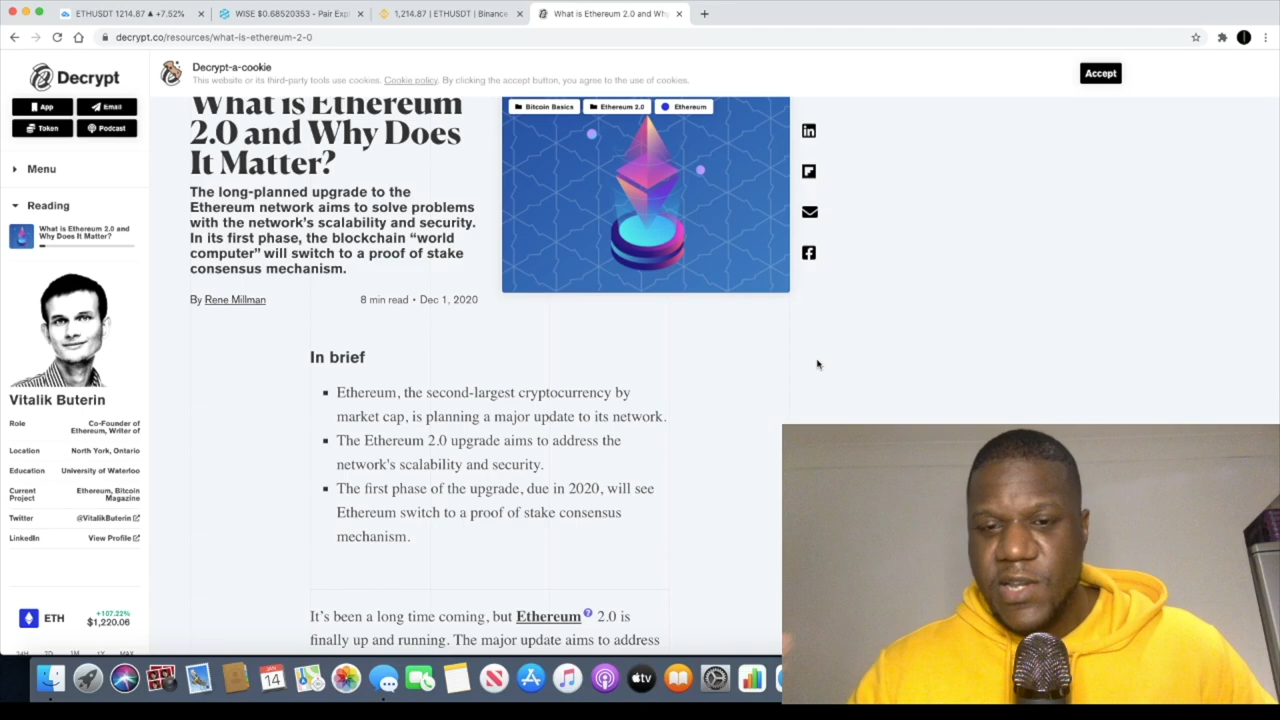 ETHUSDT 1214.87 ▲ +7.52%
WISE $0.68520353 - Pair Exp
1,214.87 | ETHUSDT | Binance
What is Ethereum 2.0 and Wh
decrypt.co/resources/what-is-ethereum-2-0
Decrypt
App
Email
Token
Podcast
Menu
Reading
What is Ethereum 2.0 and
Why Does It Matter?
Vitalik Buterin
Role
Co-Founder of
Ethereum, Writer of
Location
North York, Ontario
Education
University of Waterloo
Current
Project
Ethereum, Bitcoin
Magazine
Twitter
@VitalikButerin
LinkedIn
View Profile
ETH
+107.22%
$1,220.06
24H 7D 1M 1Y MAX
Decrypt-a-cookie
This website or its third-party tools use cookies. Cookie policy. By clicking the accept button, you agree to the use of cookies.
Accept
What is Ethereum
2.0 and Why Does
It Matter?
The long-planned upgrade to the
Ethereum network aims to solve problems
with the network’s scalability and security.
In its first phase, the blockchain “world
computer” will switch to a proof of stake
consensus mechanism.
By Rene Millman
8 min read • Dec 1, 2020
Bitcoin Basics
Ethereum 2.0
Ethereum
In brief
Ethereum, the second-largest cryptocurrency by
market cap, is planning a major update to its network.
The Ethereum 2.0 upgrade aims to address the
network's scalability and security.
The first phase of the upgrade, due in 2020, will see
Ethereum switch to a proof of stake consensus
mechanism.
It’s been a long time coming, but Ethereum 2.0 is
finally up and running. The major update aims to address
JAN
14
tv